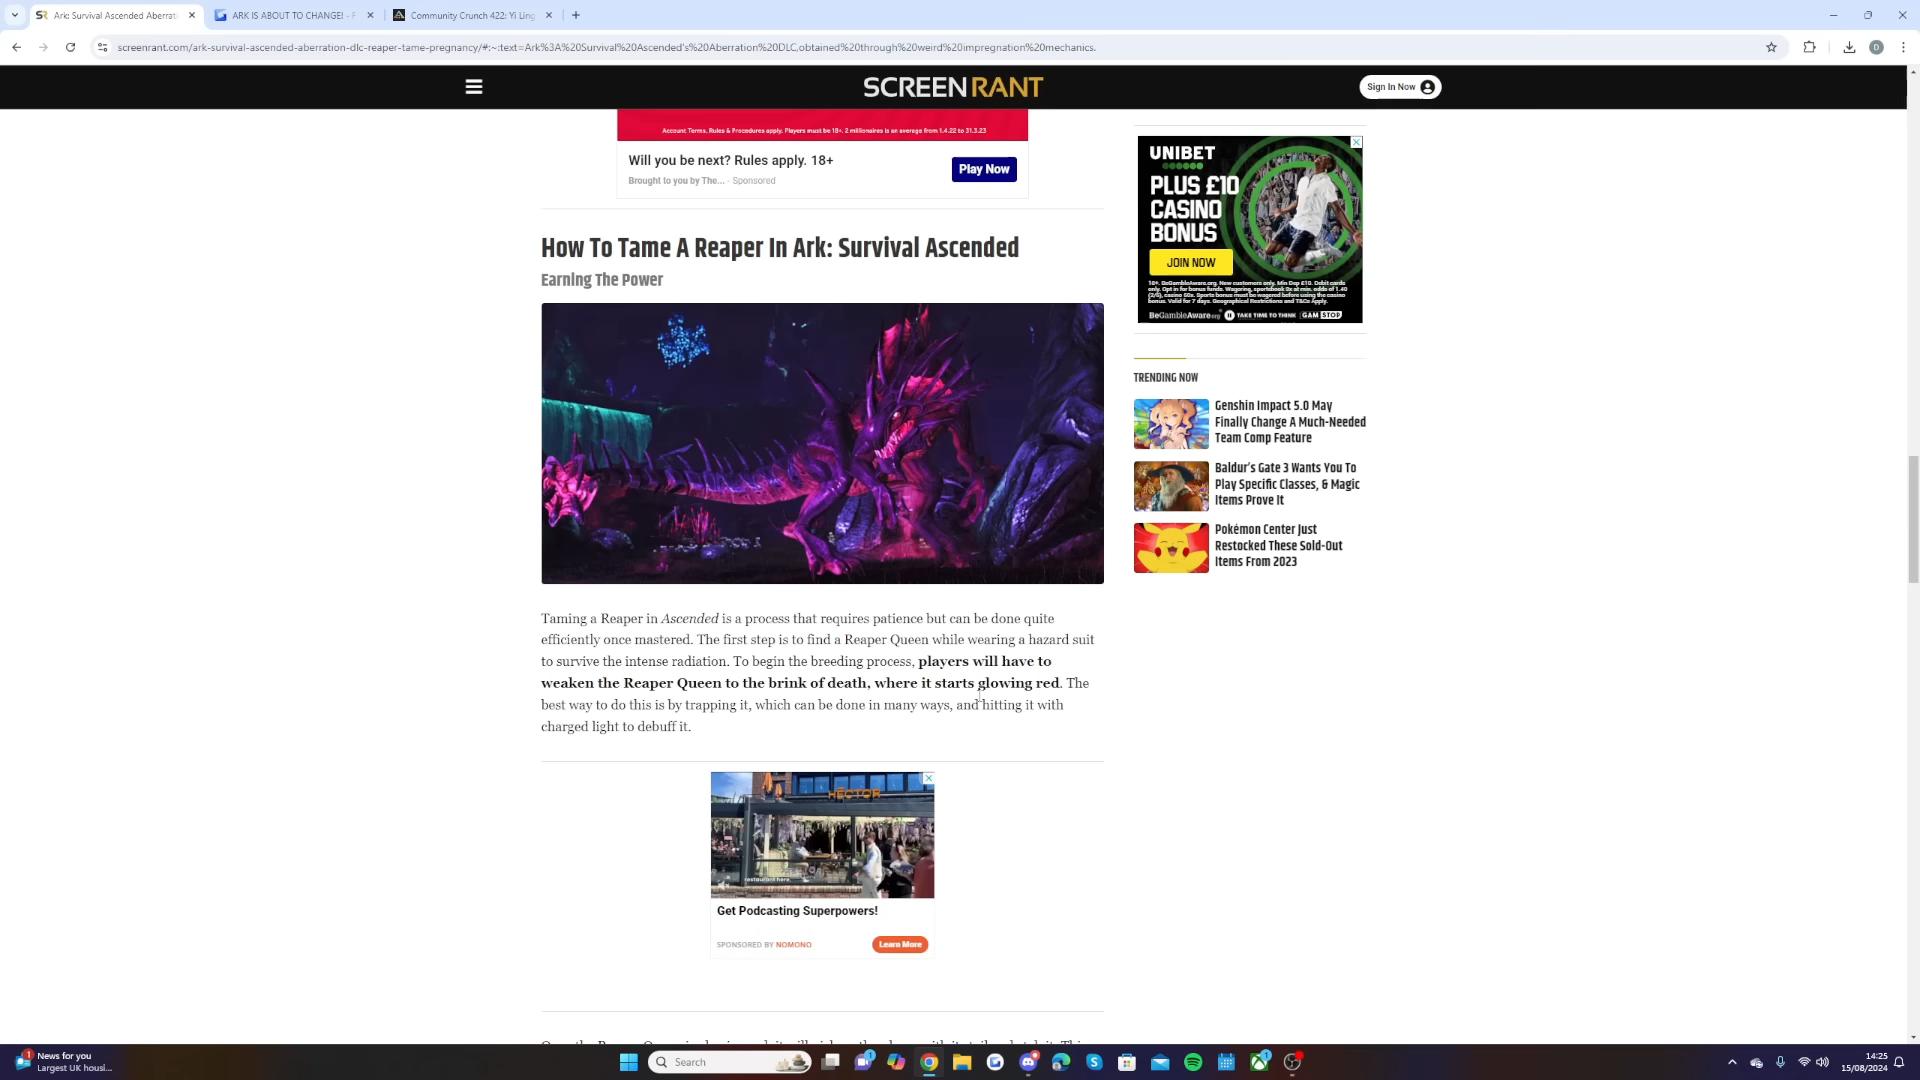 Ark: Survival Ascended Aberrati
ARK IS ABOUT TO CHANGE! -
Community Crunch 422: Yi Ling
screenrant.com/ark-survival-ascended-aberration-dlc-reaper-tame-pregnancy/#:~:text=Ark%3A%20Survival%20Ascended's%20Aberration%20DLC,obtained%20through%20weird%20impregnation%20mechanics.
D
SCREENRANT
Sign In Now
Account Terms, Rules & Procedures apply. Players must be 18+. 2 millionaires is an average from 1.4.22 to 31.3.23
Will you be next? Rules apply. 18+
Brought to you by The... · Sponsored
Play Now
How To Tame A Reaper In Ark: Survival Ascended
Earning The Power
Taming a Reaper in Ascended is a process that requires patience but can be done quite
efficiently once mastered. The first step is to find a Reaper Queen while wearing a hazard suit
to survive the intense radiation. To begin the breeding process, players will have to
weaken the Reaper Queen to the brink of death, where it starts glowing red. The
best way to do this is by trapping it, which can be done in many ways, and hitting it with
charged light to debuff it.
HECTOR
restaurant here.
Get Podcasting Superpowers!
SPONSORED BY NOMONO
Learn More
UNIBET
PLUS £10
CASINO
BONUS
JOIN NOW
18+. BeGambleAware.org. New customers only. Min Dep £10. Debit cards
only. Opt in for bonus funds. Wagering, sportsbook 3x at min. odds of 1.40
(2/5), casino 50x. Sports bonus must be wagered before using the casino
bonus. Valid for 7 days. Geographical Restrictions and T&Cs Apply.
BeGambleAware.org TAKE TIME TO THINK GAMSTOP
TRENDING NOW
Genshin Impact 5.0 May
Finally Change A Much-Needed
Team Comp Feature
Baldur's Gate 3 Wants You To
Play Specific Classes, & Magic
Items Prove It
Pokémon Center Just
Restocked These Sold-Out
Items From 2023
1
News for you
Largest UK housi...
Search
1
1
14:25
15/08/2024